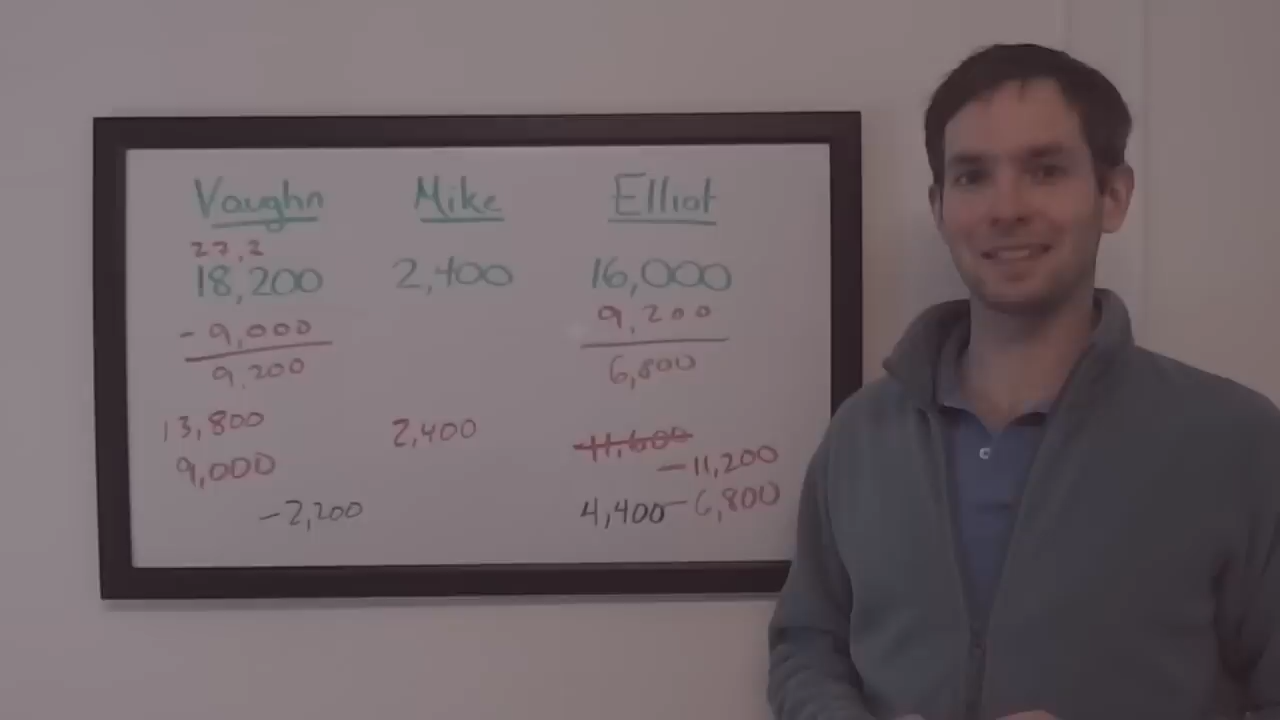 Vaughn Mike Elliot
27,2
18,200 2,400 16,000
- 9,000 9,200
9,200 6,800
13,800 2,400 11,600
9,000 - 11,200
- 2,200 4,400 - 6,800